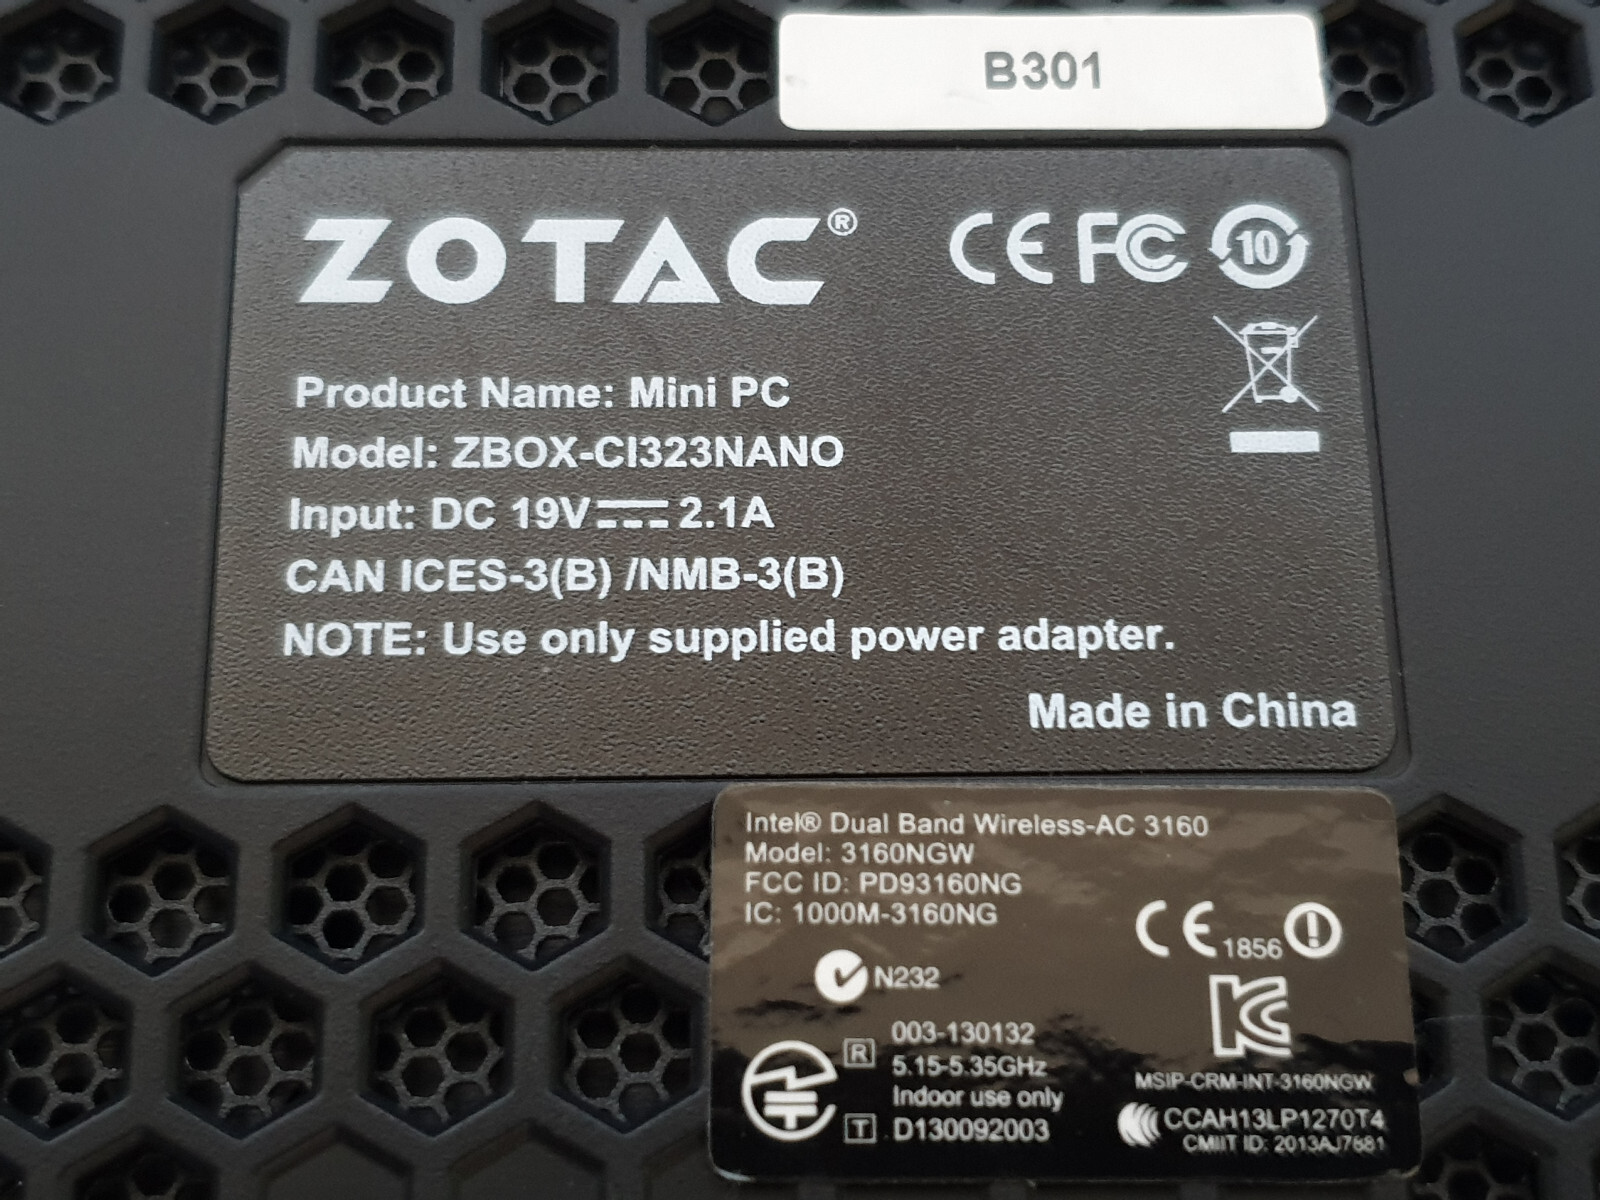 B301
ZOTAC®
CE FC 10
Product Name: Mini PC
Model: ZBOX-CI323NANO
Input: DC 19V⎓2.1A
CAN ICES-3(B) /NMB-3(B)
NOTE: Use only supplied power adapter.
Made in China
Intel® Dual Band Wireless-AC 3160
Model: 3160NGW
FCC ID: PD93160NG
IC: 1000M-3160NG
CE 1856
N232
R 003-130132
5.15-5.35GHz
Indoor use only
T D130092003
MSIP-CRM-INT-3160NGW
CCAH13LP1270T4
CMIIT ID: 2013AJ7881